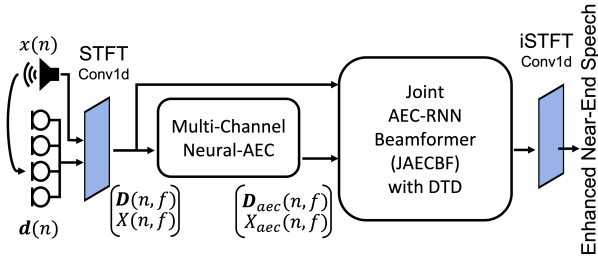 x(n)
STFT
Conv1d
d(n)
D(n, f)
X(n, f)
Multi-Channel
Neural-AEC
D_aec(n, f)
X_aec(n, f)
Joint
AEC-RNN
Beamformer
(JAECBF)
with DTD
iSTFT
Conv1d
Enhanced Near-End Speech